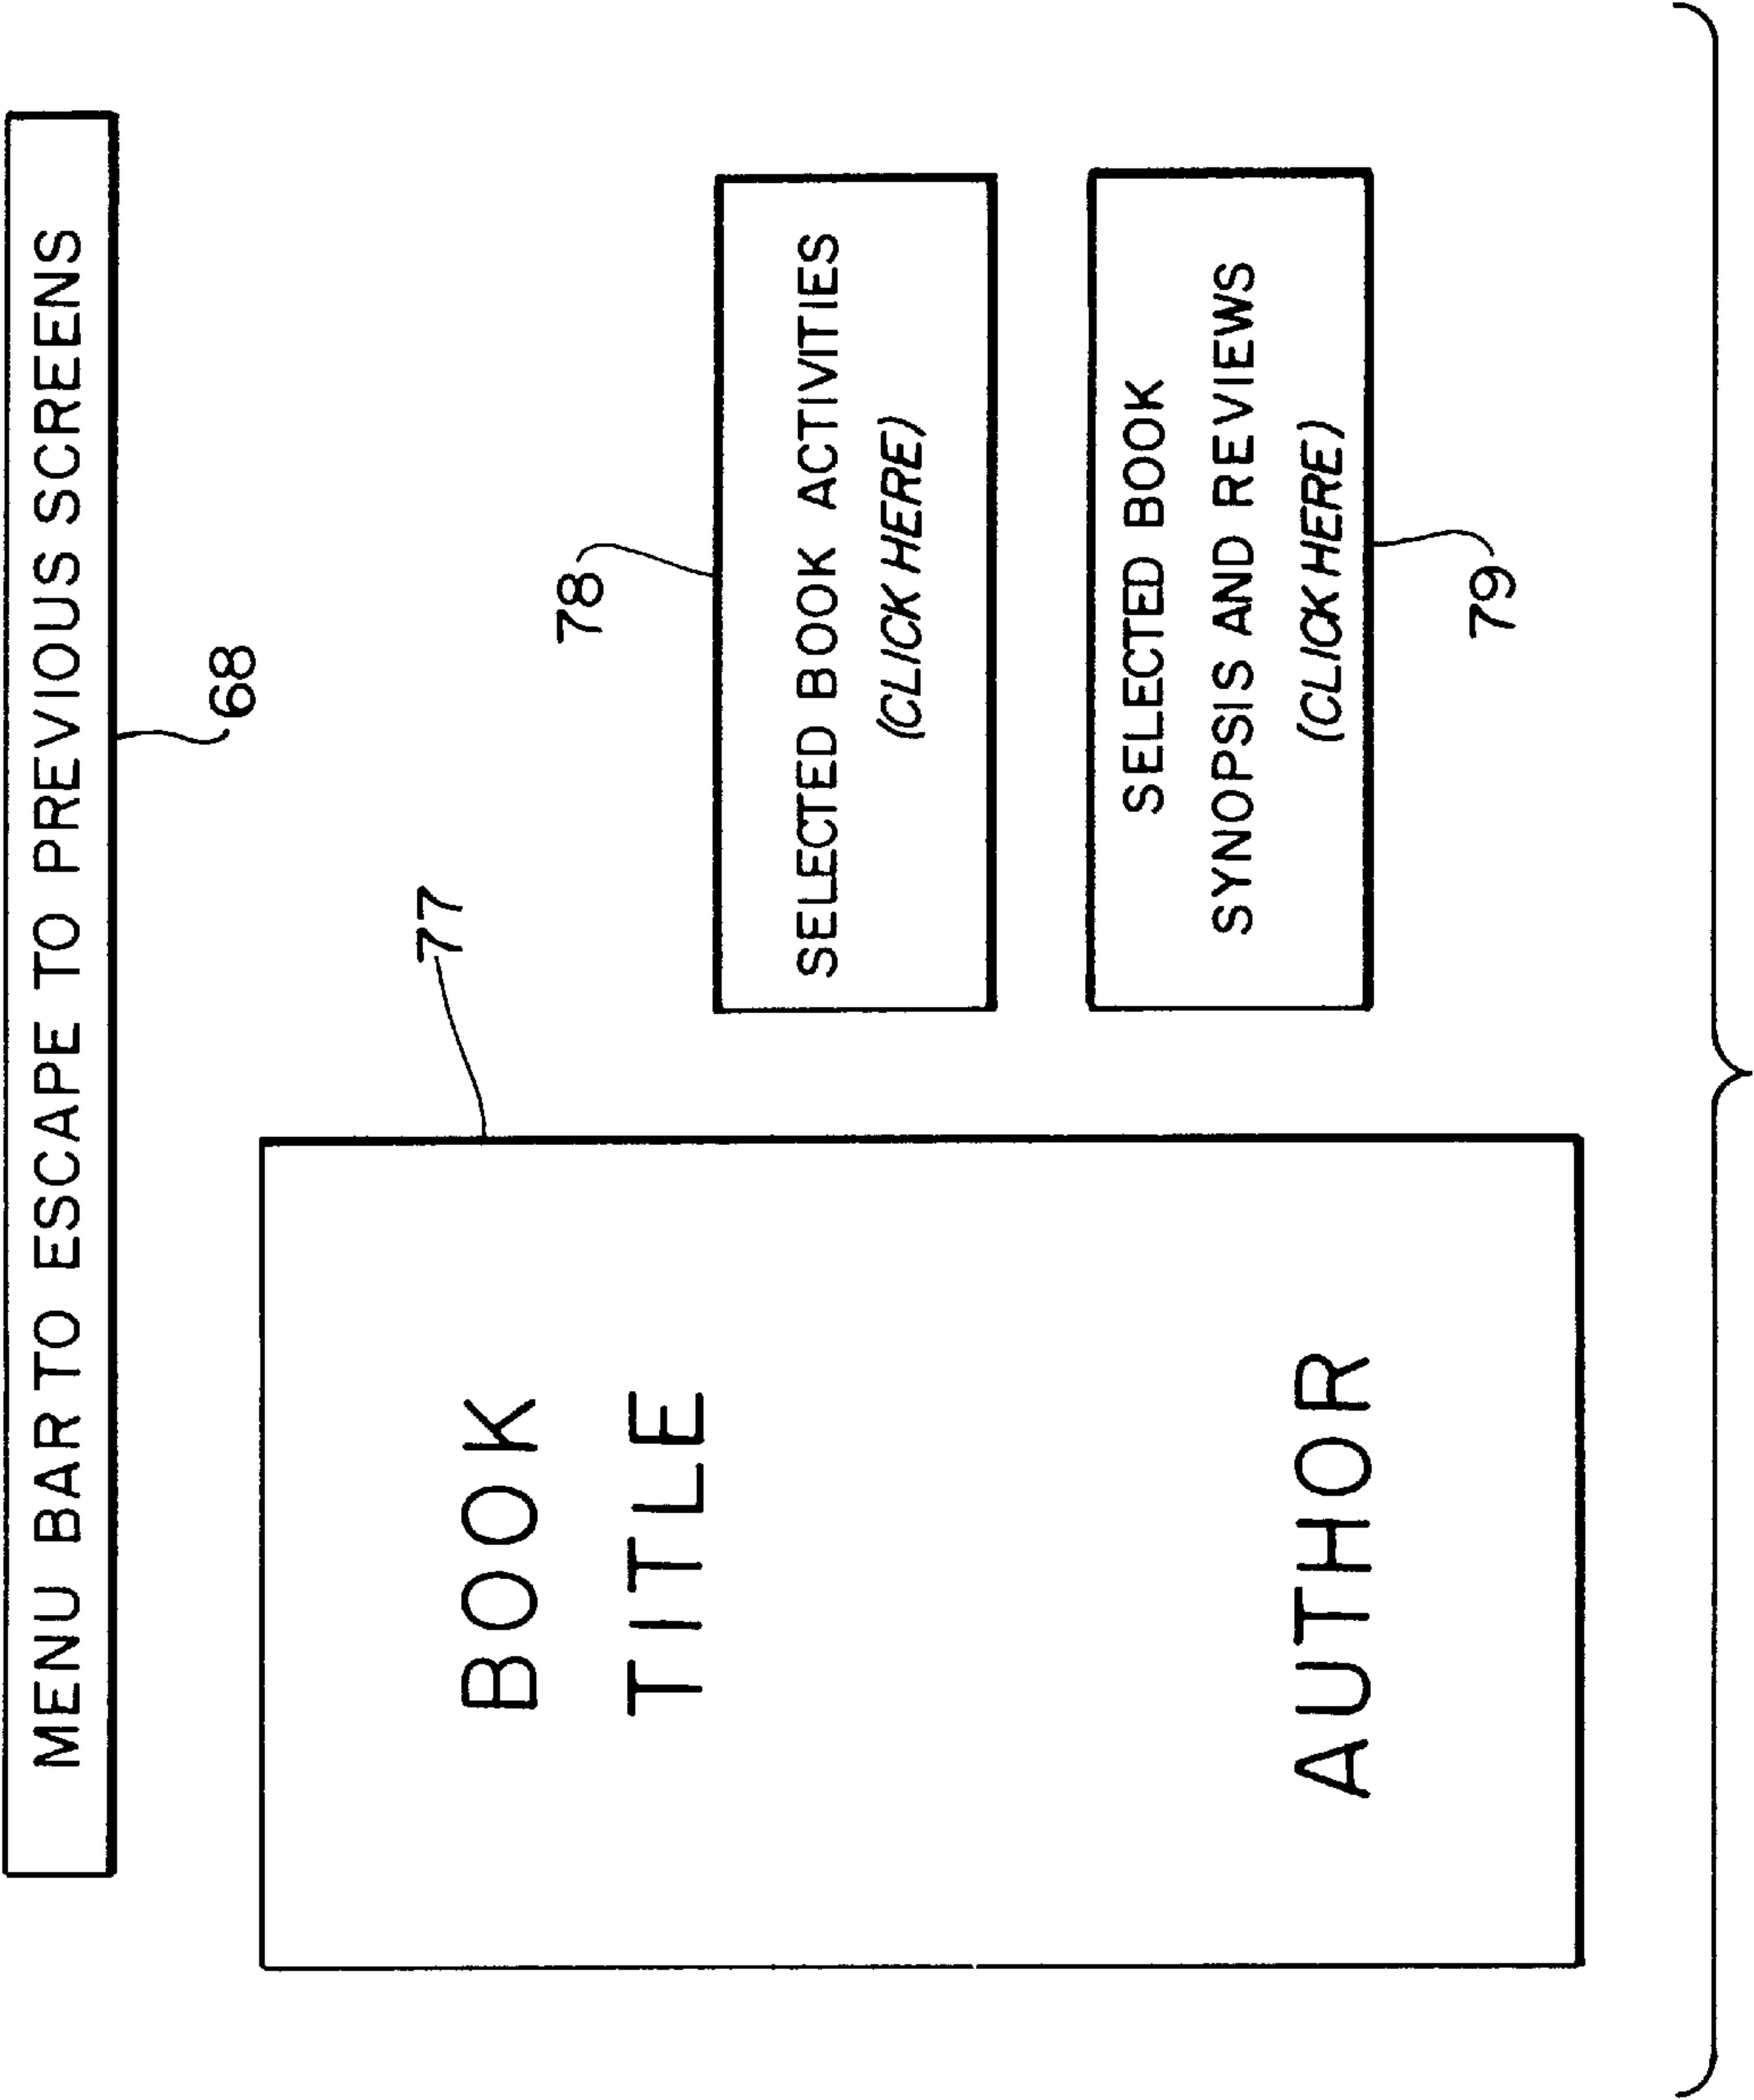 MENU BAR TO ESCAPE TO PREVIOUS SCREENS
68
77
BOOK
TITLE
AUTHOR
78
SELECTED BOOK ACTIVITIES
(CLICK HERE)
SELECTED BOOK
SYNOPSIS AND REVIEWS
(CLICK HERE)
79